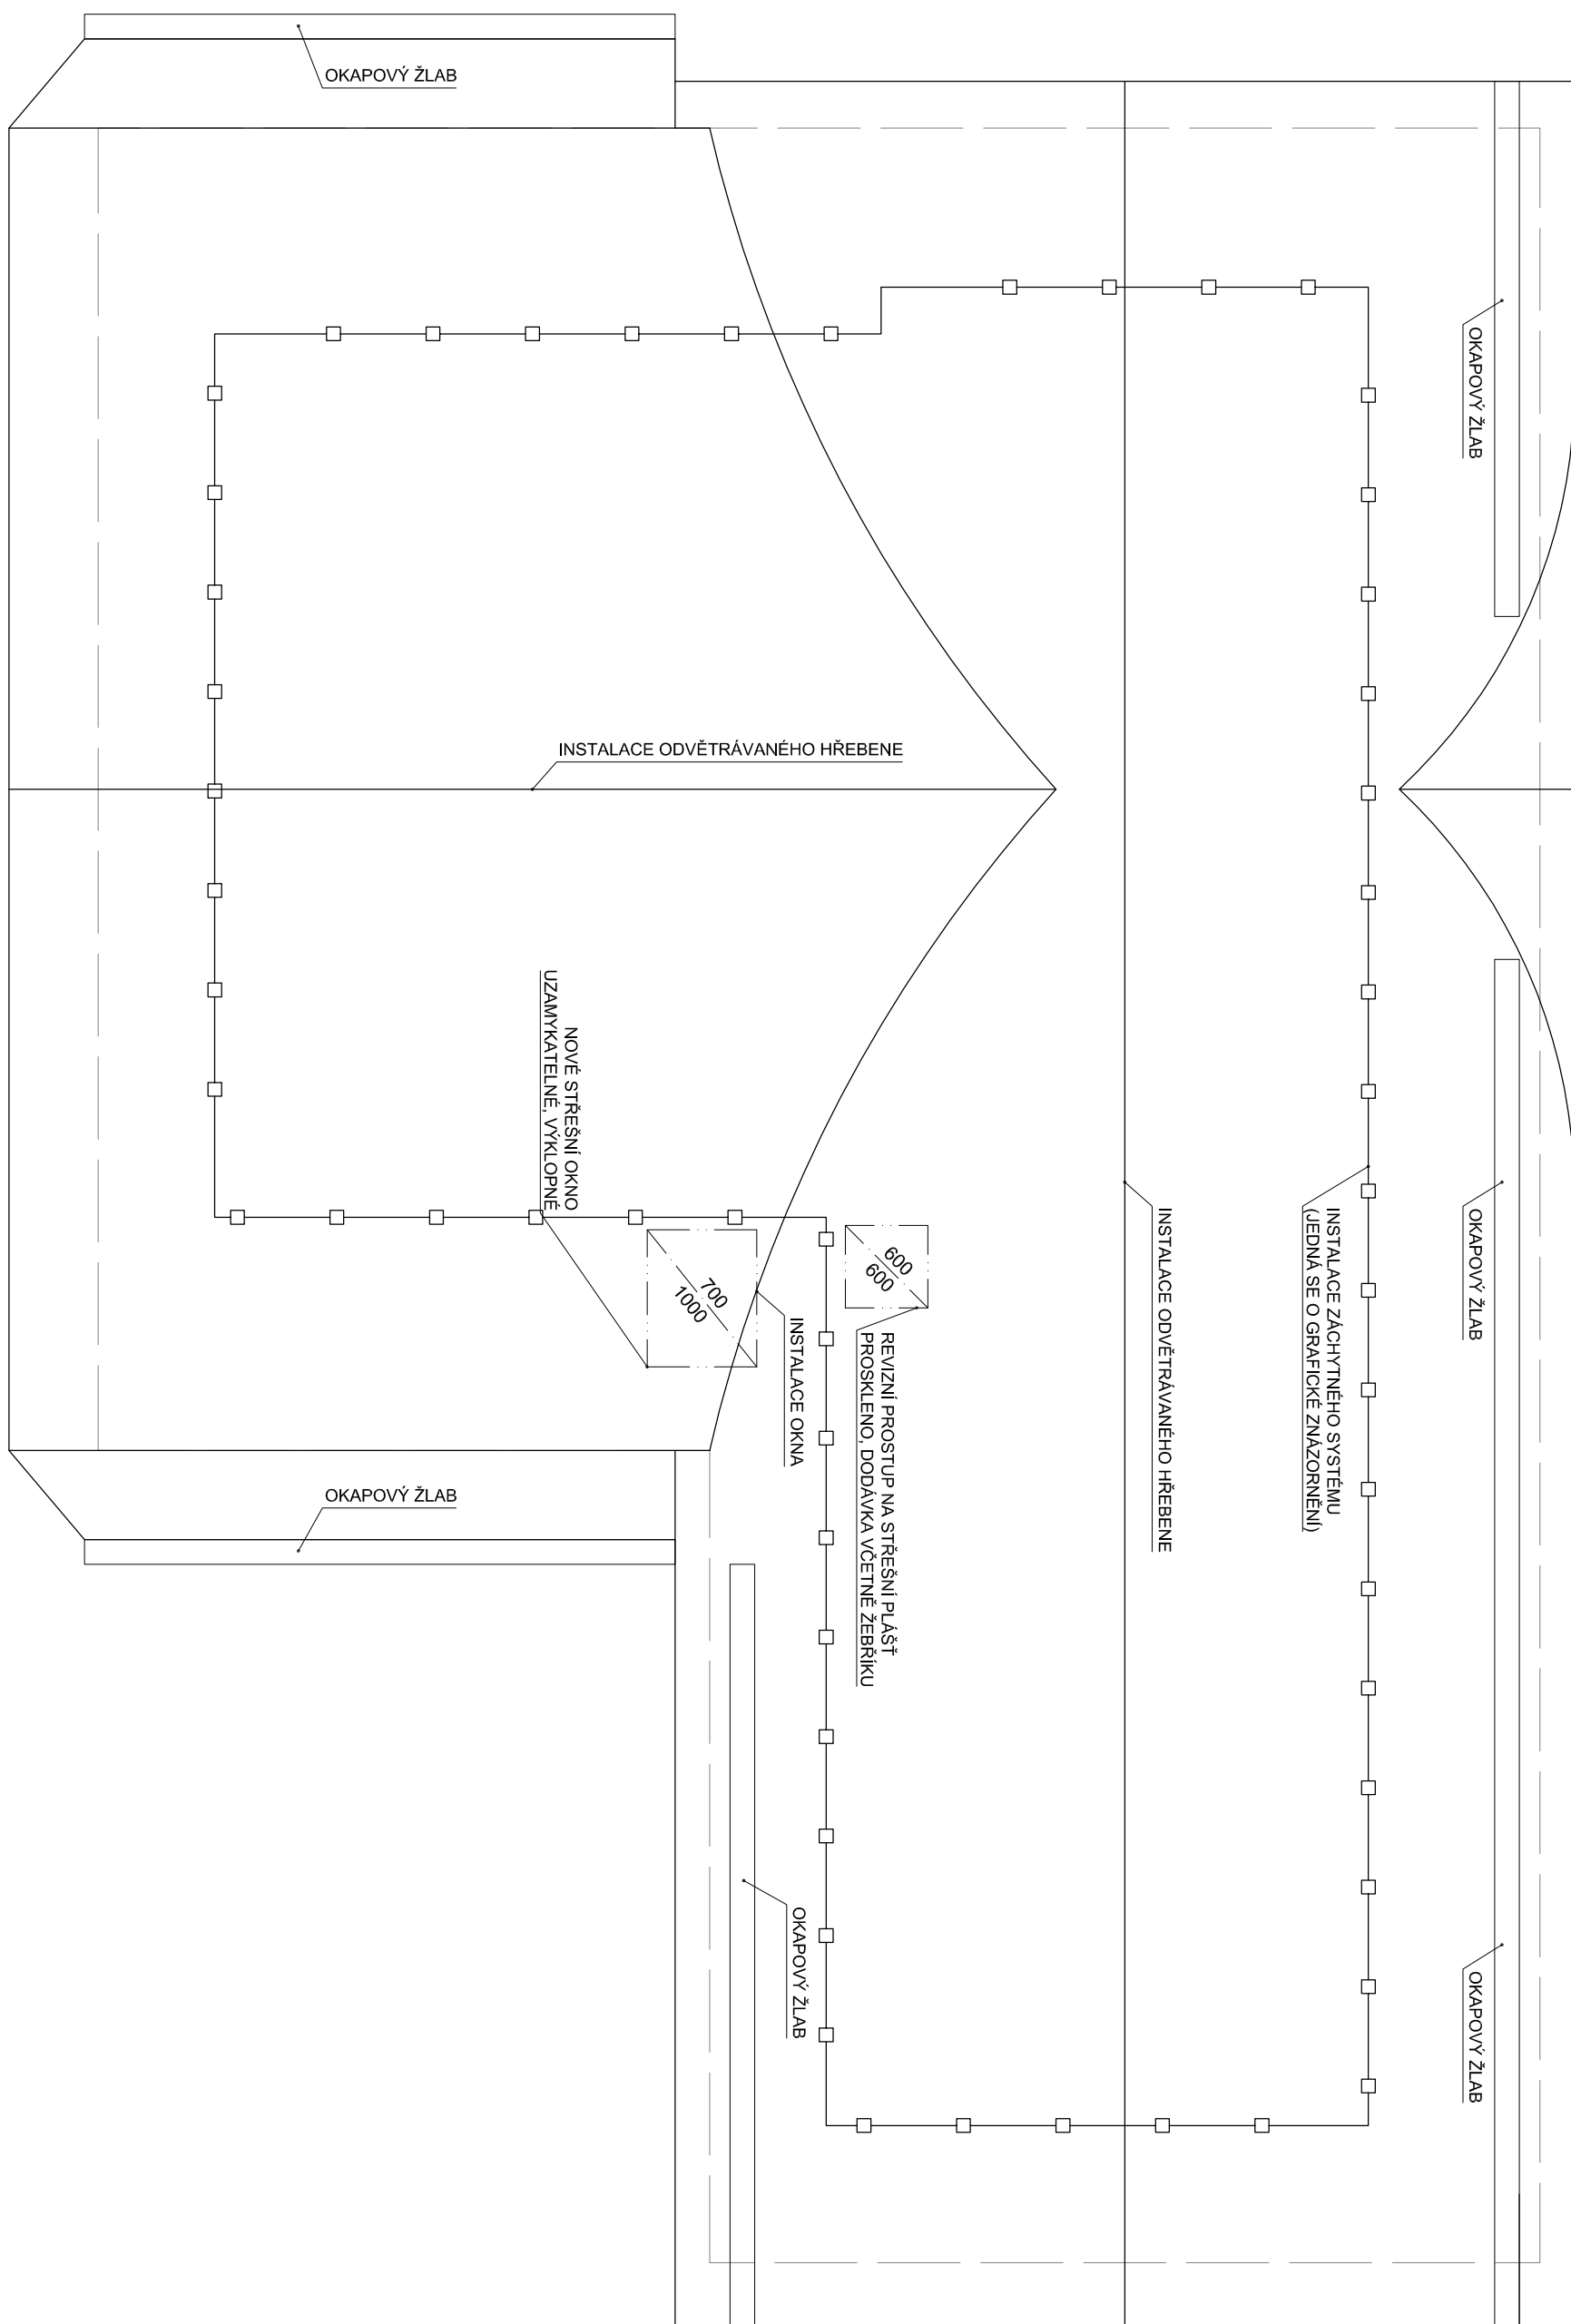 OKAPOVÝ ŽLAB
OKAPOVÝ ŽLAB
INSTALACE ODVĚTRÁVANÉHO HŘEBENE
NOVÉ STŘEŠNÍ OKNO
UZAMYKATELNÉ, VÝKLOPNÉ
700
1000
INSTALACE OKNA
600
600
REVIZNÍ PROSTUP NA STŘEŠNÍ PLÁŠŤ
PROSKLENO, DODÁVKA VČETNĚ ŽEBŘÍKU
INSTALACE ODVĚTRÁVANÉHO HŘEBENE
INSTALACE ZÁCHYTNÉHO SYSTÉMU
(JEDNÁ SE O GRAFICKÉ ZNÁZORNĚNÍ)
OKAPOVÝ ŽLAB
OKAPOVÝ ŽLAB
OKAPOVÝ ŽLAB
OKAPOVÝ ŽLAB